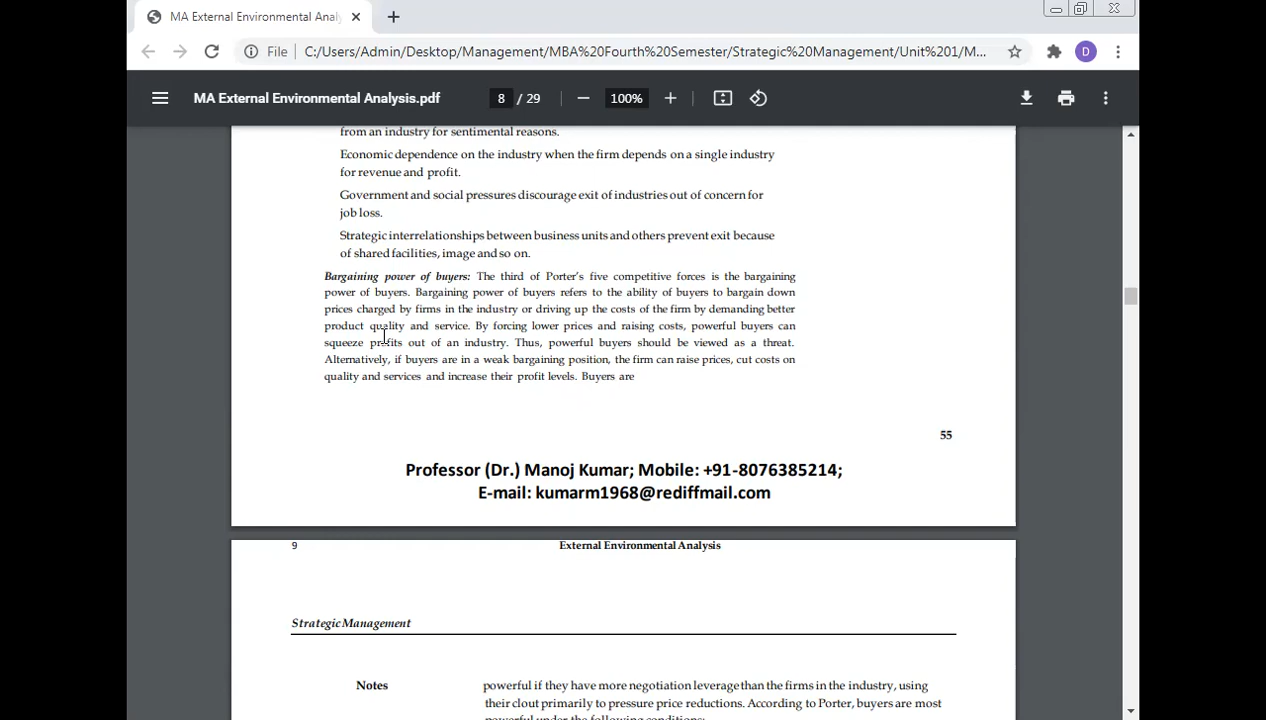 MA External Environmental Analy
File
C:/Users/Admin/Desktop/Management/MBA%20Fourth%20Semester/Strategic%20Management/Unit%201/M...
D
MA External Environmental Analysis.pdf
8 / 29
100%
from an industry for sentimental reasons.
Economic dependence on the industry when the firm depends on a single industry
for revenue and profit.
Government and social pressures discourage exit of industries out of concern for
job loss.
Strategic interrelationships between business units and others prevent exit because
of shared facilities, image and so on.
Bargaining power of buyers: The third of Porter’s five competitive forces is the bargaining
power of buyers. Bargaining power of buyers refers to the ability of buyers to bargain down
prices charged by firms in the industry or driving up the costs of the firm by demanding better
product quality and service. By forcing lower prices and raising costs, powerful buyers can
squeeze profits out of an industry. Thus, powerful buyers should be viewed as a threat.
Alternatively, if buyers are in a weak bargaining position, the firm can raise prices, cut costs on
quality and services and increase their profit levels. Buyers are
55
Professor (Dr.) Manoj Kumar; Mobile: +91-8076385214;
E-mail: kumarm1968@rediffmail.com
9
External Environmental Analysis
Strategic Management
Notes
powerful if they have more negotiation leverage than the firms in the industry, using
their clout primarily to pressure price reductions. According to Porter, buyers are most
powerful under the following conditions: